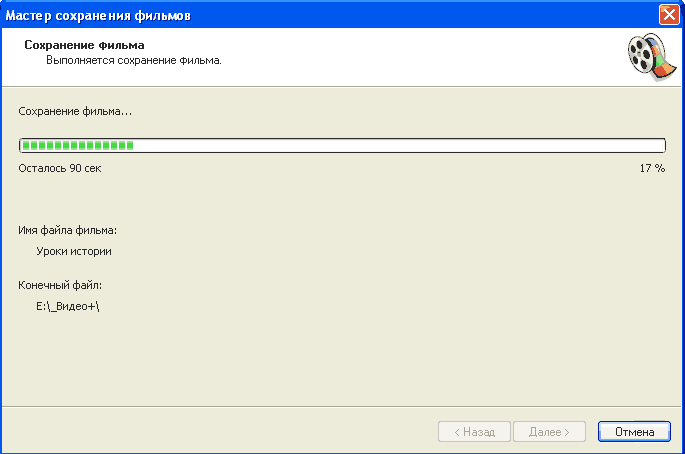 Мастер сохранения фильмов
Сохранение фильма
Выполняется сохранение фильма.
Сохранение фильма...
Осталось 90 сек
17 %
Имя файла фильма:
Уроки истории
Конечный файл:
E:\_Видео+\
< Назад
Далее >
Отмена